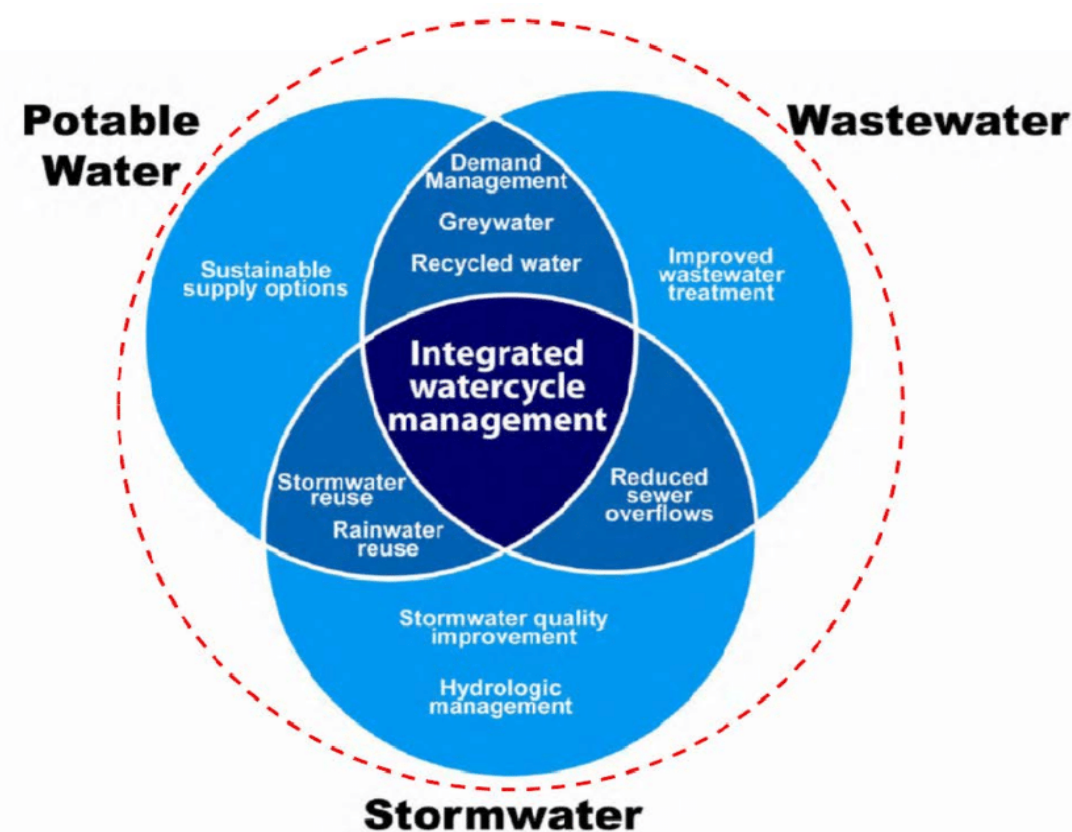 Potable
Water
Wastewater
Demand
Management
Greywater
Recycled water
Sustainable
supply options
Improved
wastewater
treatment
Integrated
watercycle
management
Stormwater
reuse
Rainwater
reuse
Reduced
sewer
overflows
Stormwater quality
improvement
Hydrologic
management
Stormwater